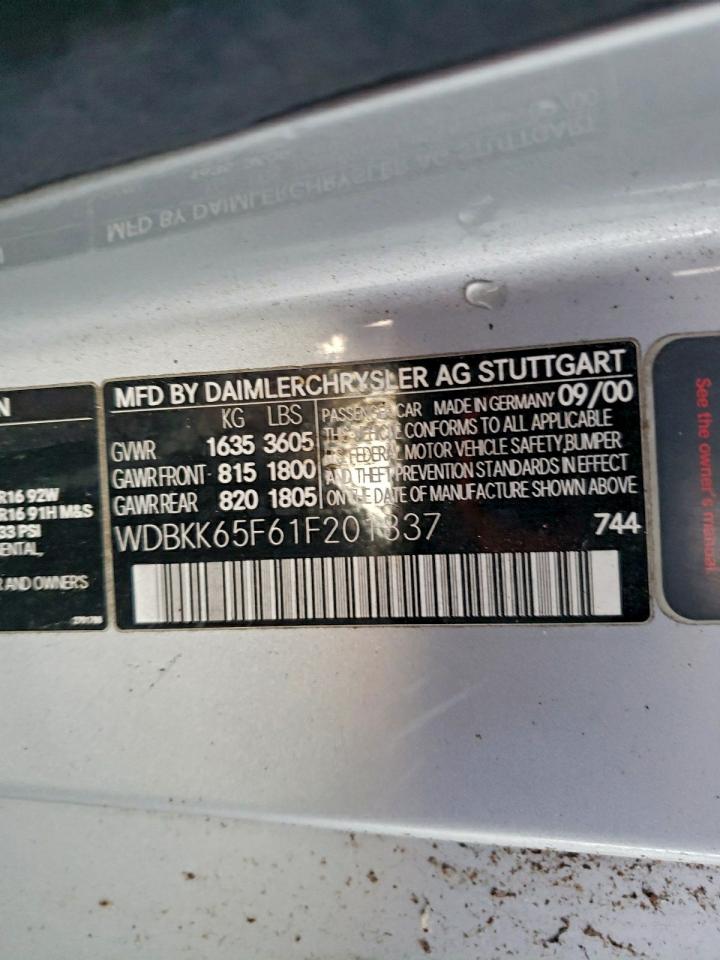 MFD BY DAIMLERCHRYSLER AG STUTTGART
N
R16 92W
R16 91H M&S
33 PSI
AND OWNER'S
MFD BY DAIMLERCHRYSLER AG STUTTGART
KG LBS
GVWR 1635 3605
GAWR FRONT 815 1800
GAWR REAR 820 1805
PASSENGER CAR MADE IN GERMANY 09/00
THIS VEHICLE CONFORMS TO ALL APPLICABLE
U.S. FEDERAL MOTOR VEHICLE SAFETY, BUMPER
AND THEFT PREVENTION STANDARDS IN EFFECT
ON THE DATE OF MANUFACTURE SHOWN ABOVE
WDBKK65F61F201837 744
See the owner's manual.